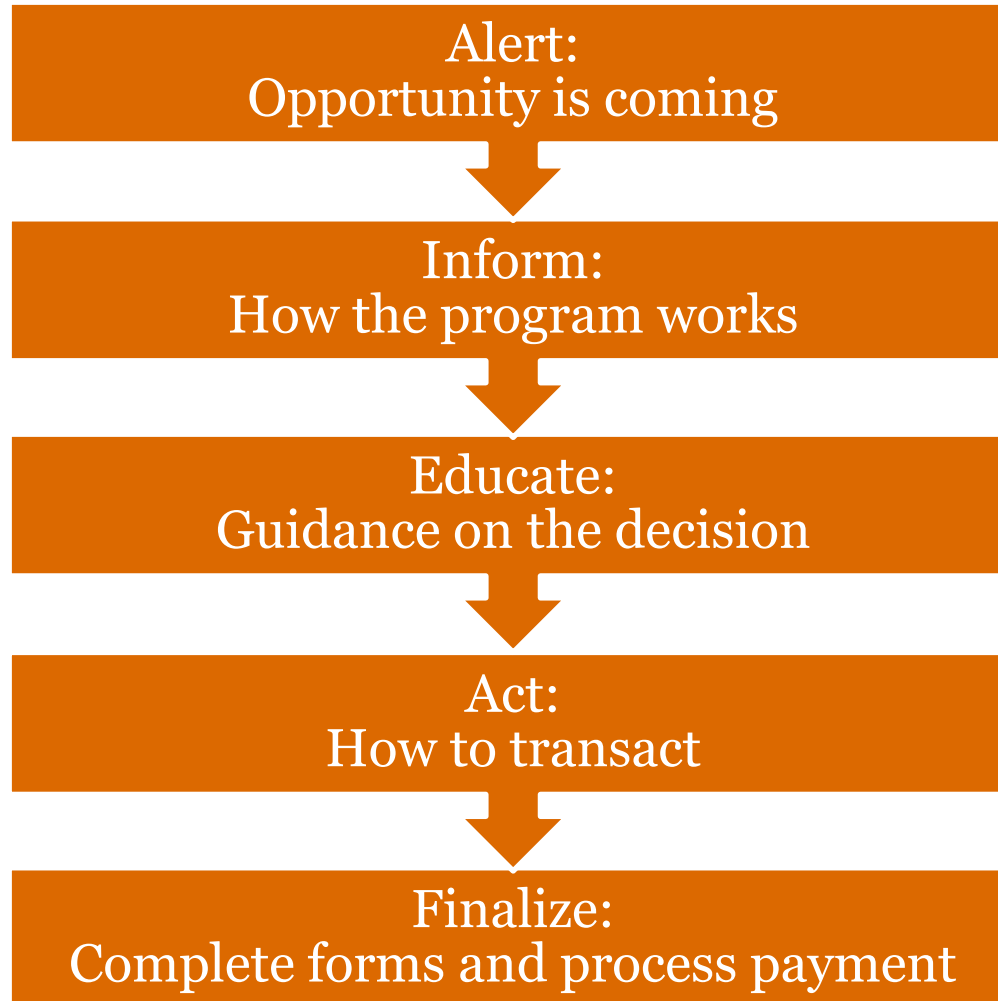 Alert:
Opportunity is coming
Inform:
How the program works
Educate:
Guidance on the decision
Act:
How to transact
Finalize:
Complete forms and process payment